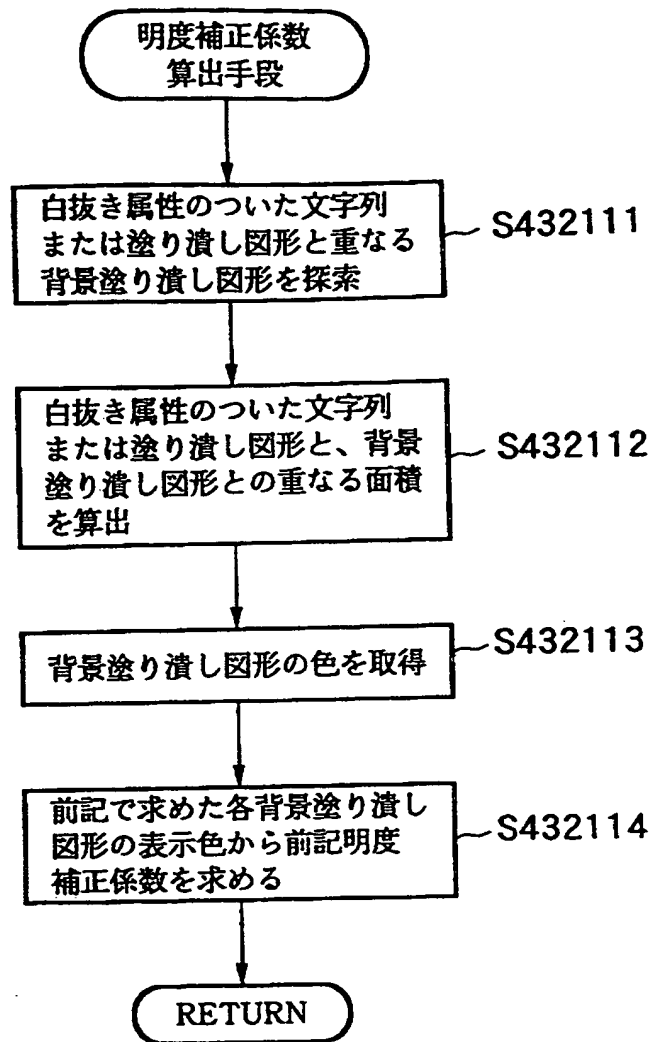 明度補正係数
算出手段
白抜き属性のついた文字列
または塗り潰し図形と重なる
背景塗り潰し図形を探索
S432111
白抜き属性のついた文字列
または塗り潰し図形と、背景
塗り潰し図形との重なる面積
を算出
S432112
背景塗り潰し図形の色を取得
S432113
前記で求めた各背景塗り潰し
図形の表示色から前記明度
補正係数を求める
S432114
RETURN